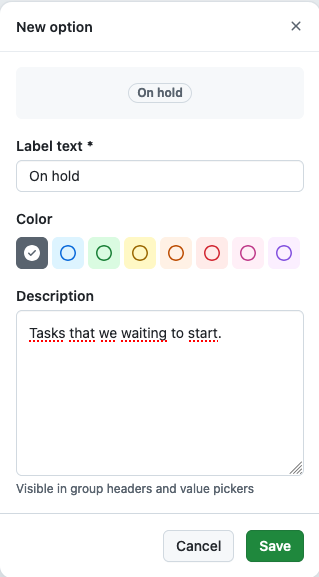 New option
On hold
Label text *
On hold
Color
Description
Tasks that we waiting to start.
Visible in group headers and value pickers
Cancel
Save